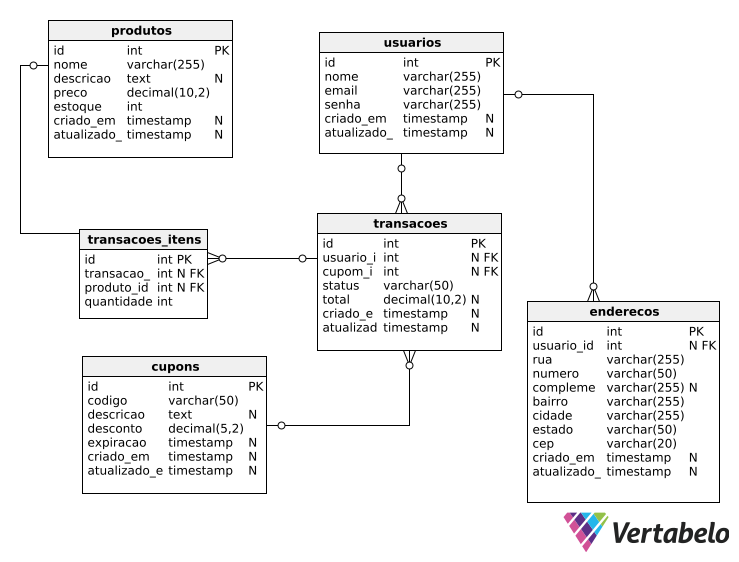 produtos
id int PK
nome varchar(255)
descricao text N
preco decimal(10,2)
estoque int
criado_em timestamp N
atualizado_ timestamp N
usuarios
id int PK
nome varchar(255)
email varchar(255)
senha varchar(255)
criado_em timestamp N
atualizado_ timestamp N
transacoes_itens
id int PK
transacao_ int N FK
produto_id int N FK
quantidade int
transacoes
id int PK
usuario_i int N FK
cupom_i int N FK
status varchar(50)
total decimal(10,2) N
criado_e timestamp N
atualizad timestamp N
cupons
id int PK
codigo varchar(50)
descricao text N
desconto decimal(5,2)
expiracao timestamp N
criado_em timestamp N
atualizado_e timestamp N
enderecos
id int PK
usuario_id int N FK
rua varchar(255)
numero varchar(50)
compleme varchar(255) N
bairro varchar(255)
cidade varchar(255)
estado varchar(50)
cep varchar(20)
criado_em timestamp N
atualizado_ timestamp N
Vertabelo